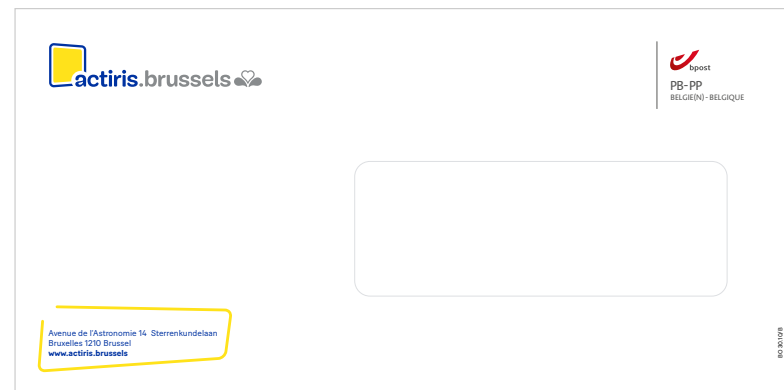 actiris.brussels
bpost
PB-PP
BELGIE(N) - BELGIQUE
Avenue de l'Astronomie 14 Sterrenkundelaan
Bruxelles 1210 Brussel
www.actiris.brussels